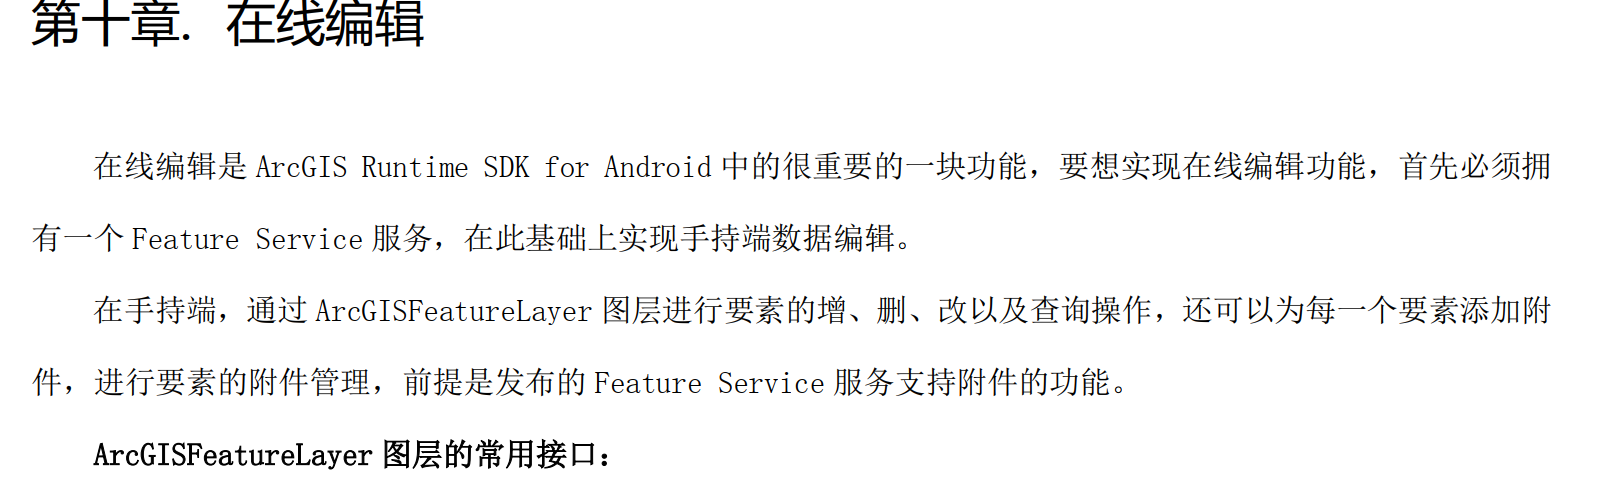 第十章. 在线编辑
在线编辑是 ArcGIS Runtime SDK for Android 中的很重要的一块功能，要想实现在线编辑功能，首先必须拥
有一个 Feature Service 服务，在此基础上实现手持端数据编辑。
在手持端，通过 ArcGISFeatureLayer 图层进行要素的增、删、改以及查询操作，还可以为每一个要素添加附
件，进行要素的附件管理，前提是发布的 Feature Service 服务支持附件的功能。
ArcGISFeatureLayer 图层的常用接口：